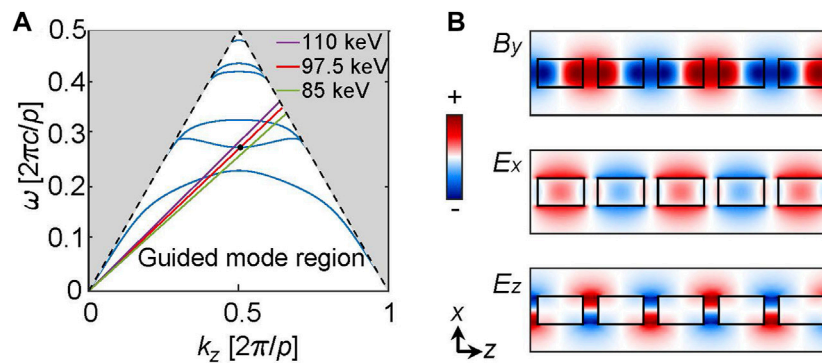 A
ω [2πc/p]
0.5
0.4
0.3
0.2
0.1
0
110 keV
97.5 keV
85 keV
Guided mode region
0
0.5
1
k_z [2π/p]
B
+
-
B_y
E_x
E_z
x
z